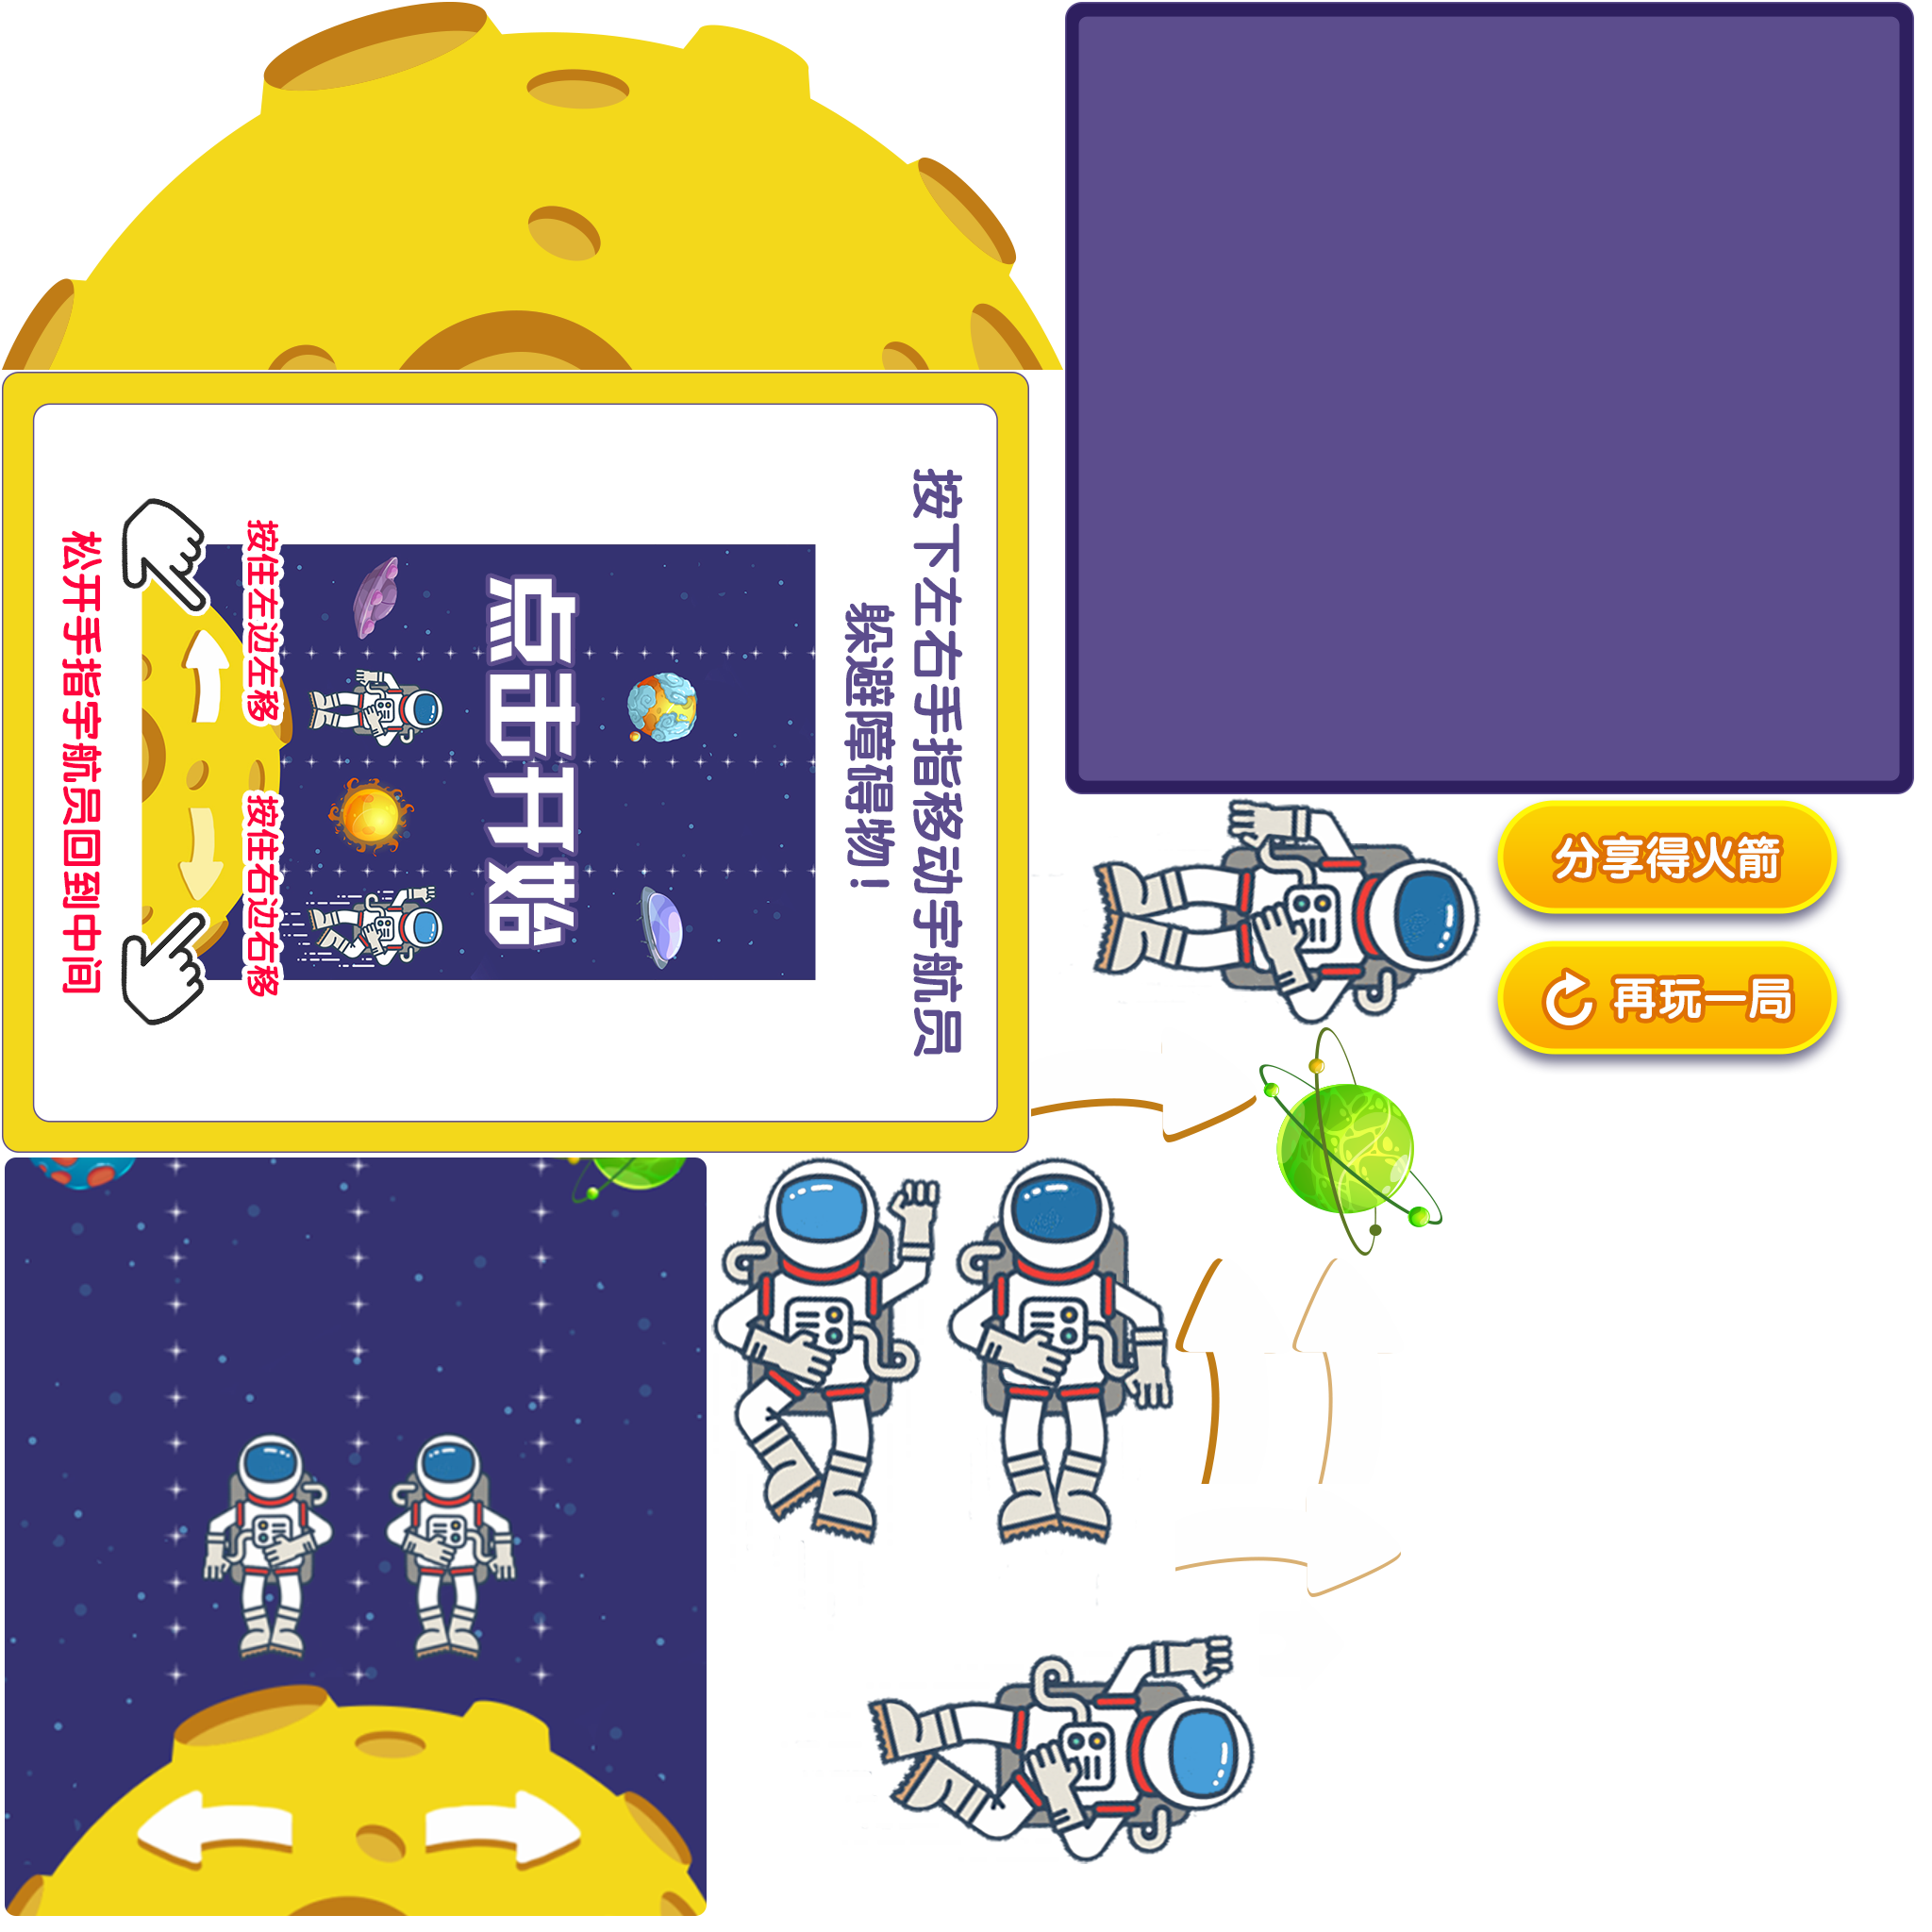 按下左右手指移动宇航员
躲避障碍物!
点击开始
按住左边左移
按住右边右移
松开手指宇航员回到中间
分享得火箭
再玩一局